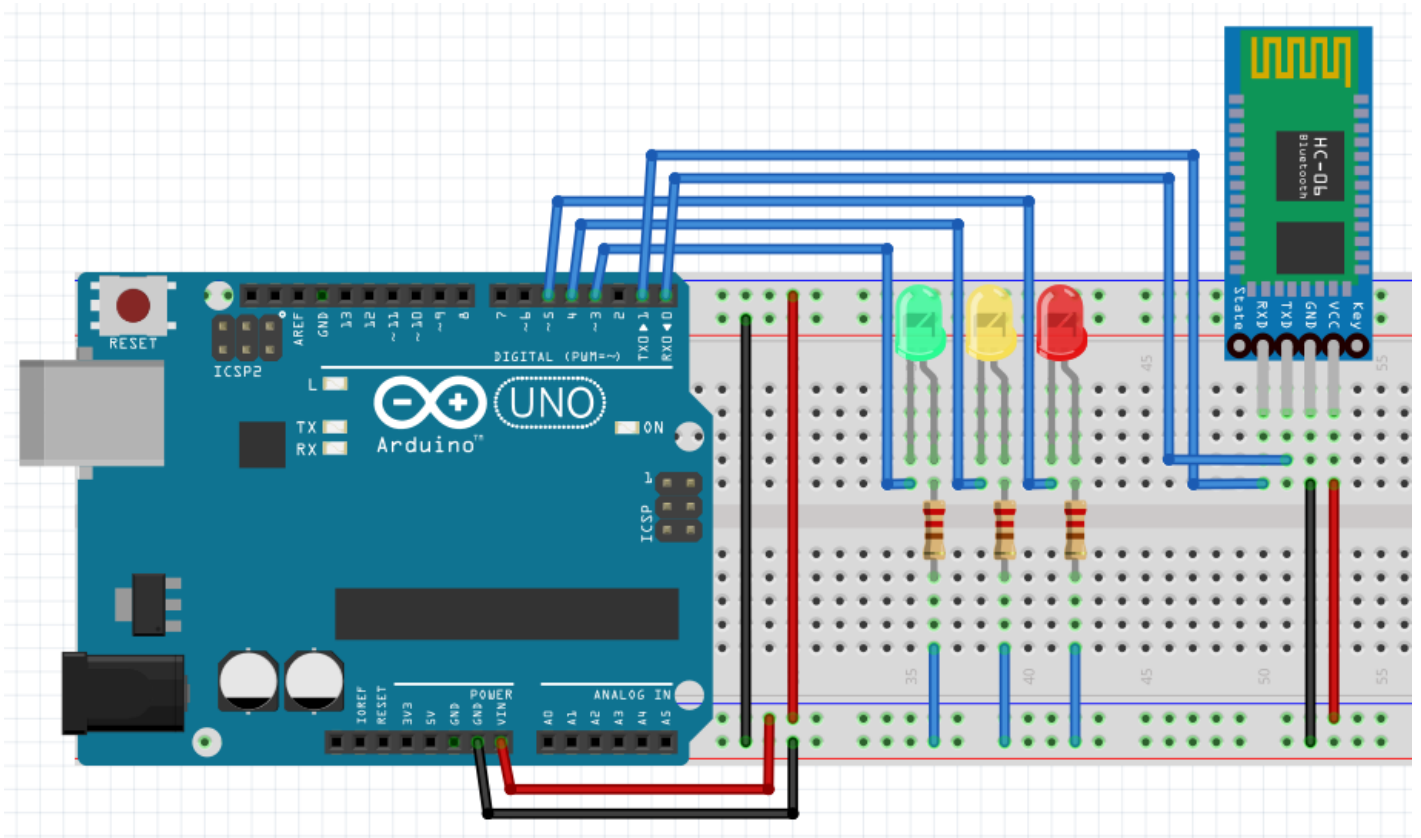 HC-06
Bluetooth
State
RXD
TXD
GND
VCC
Key
RESET
ICSP2
AREF
GND
13
12
~11
~10
~9
8
7
~6
~5
4
~3
2
TX0 1
RX0 0
DIGITAL (PWM=~)
L
TX
RX
Arduino™
UNO
ON
1
ICSP
45
55
35
40
45
50
55
POWER
ANALOG IN
IOREF
RESET
3V3
5V
GND
GND
VIN
A0
A1
A2
A3
A4
A5